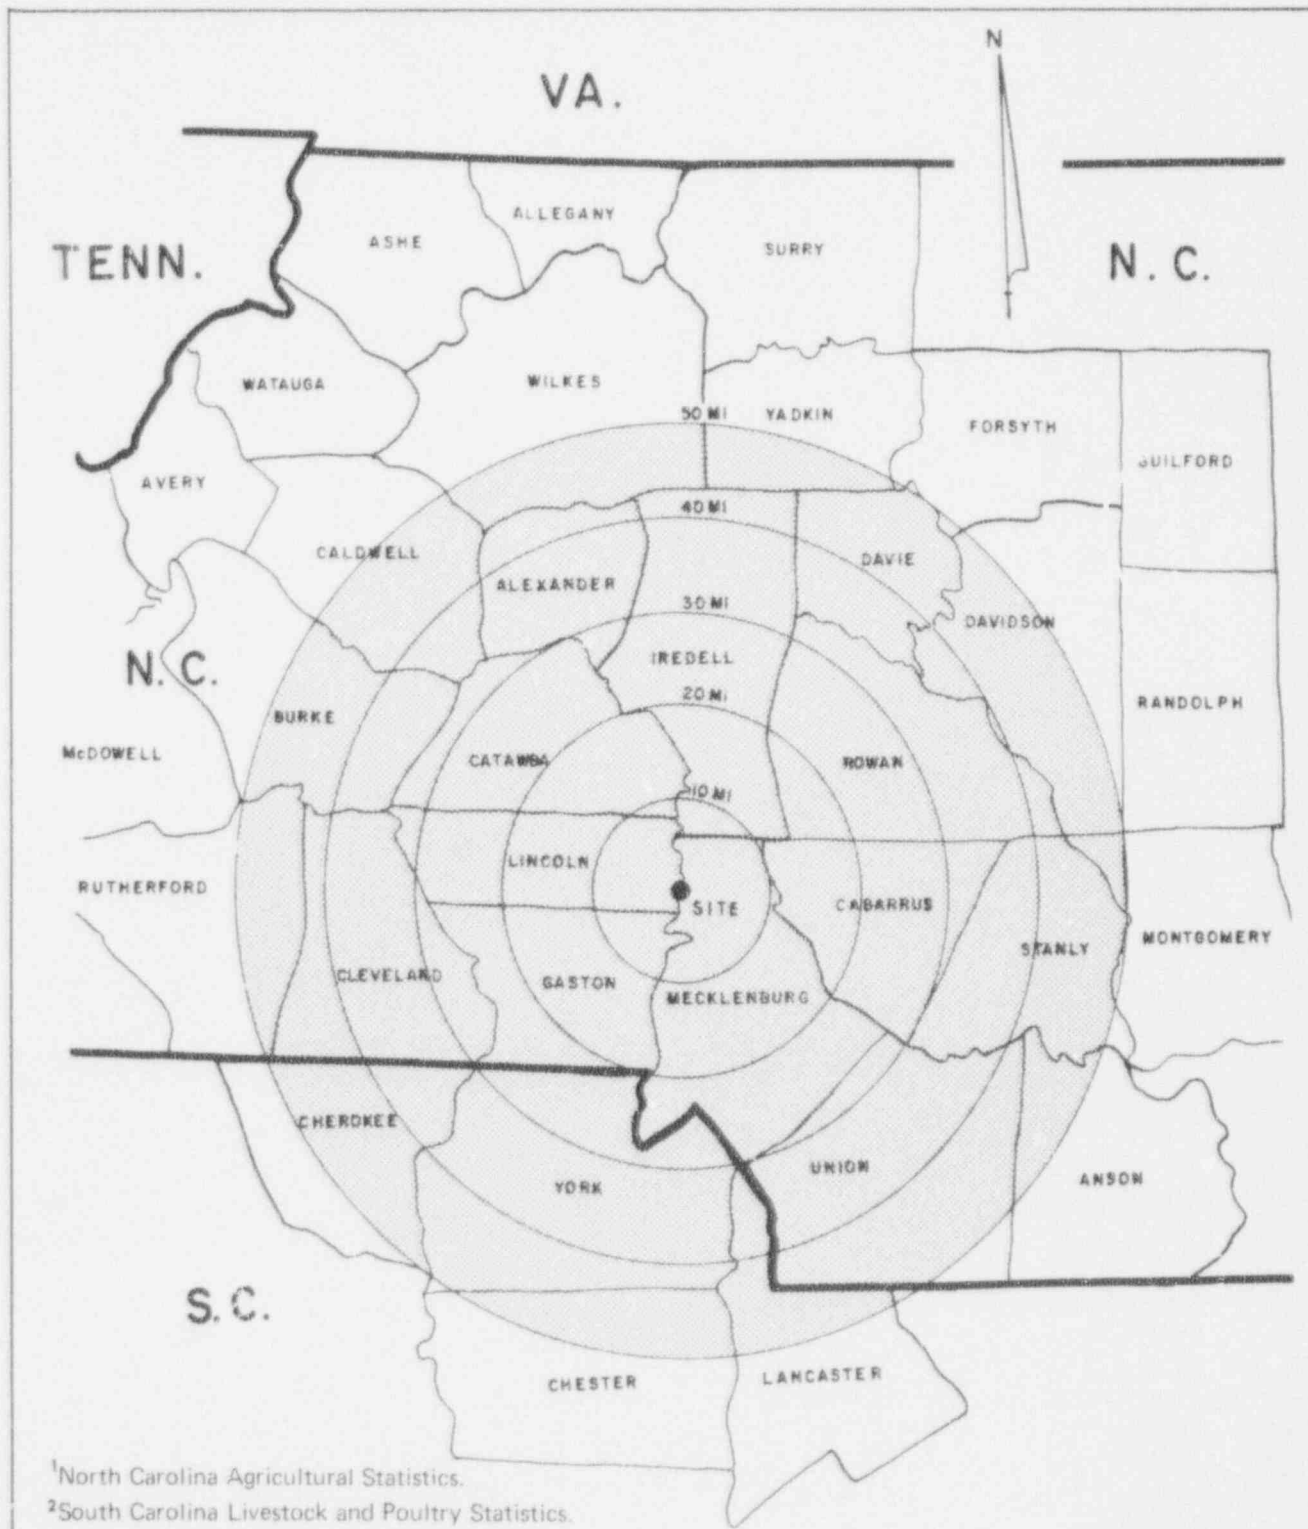 N
VA.
ALLEGANY
ASHE
SURRY
TENN.
N. C.
WATAUGA
WILKES
50 MI
YADKIN
FORSYTH
GUILFORD
AVERY
40 MI
CALDWELL
DAVIE
ALEXANDER
30 MI
DAVIDSON
IREDELL
N. C.
20 MI
RANDOLPH
BURKE
McDOWELL
CATAWBA
ROWAN
10 MI
LINCOLN
RUTHERFORD
SITE
CABARRUS
MONTGOMERY
STANLY
CLEVELAND
GASTON
MECKLENBURG
CHEROKEE
UNION
YORK
ANSON
S. C.
CHESTER
LANCASTER
¹North Carolina Agricultural Statistics.
²South Carolina Livestock and Poultry Statistics.